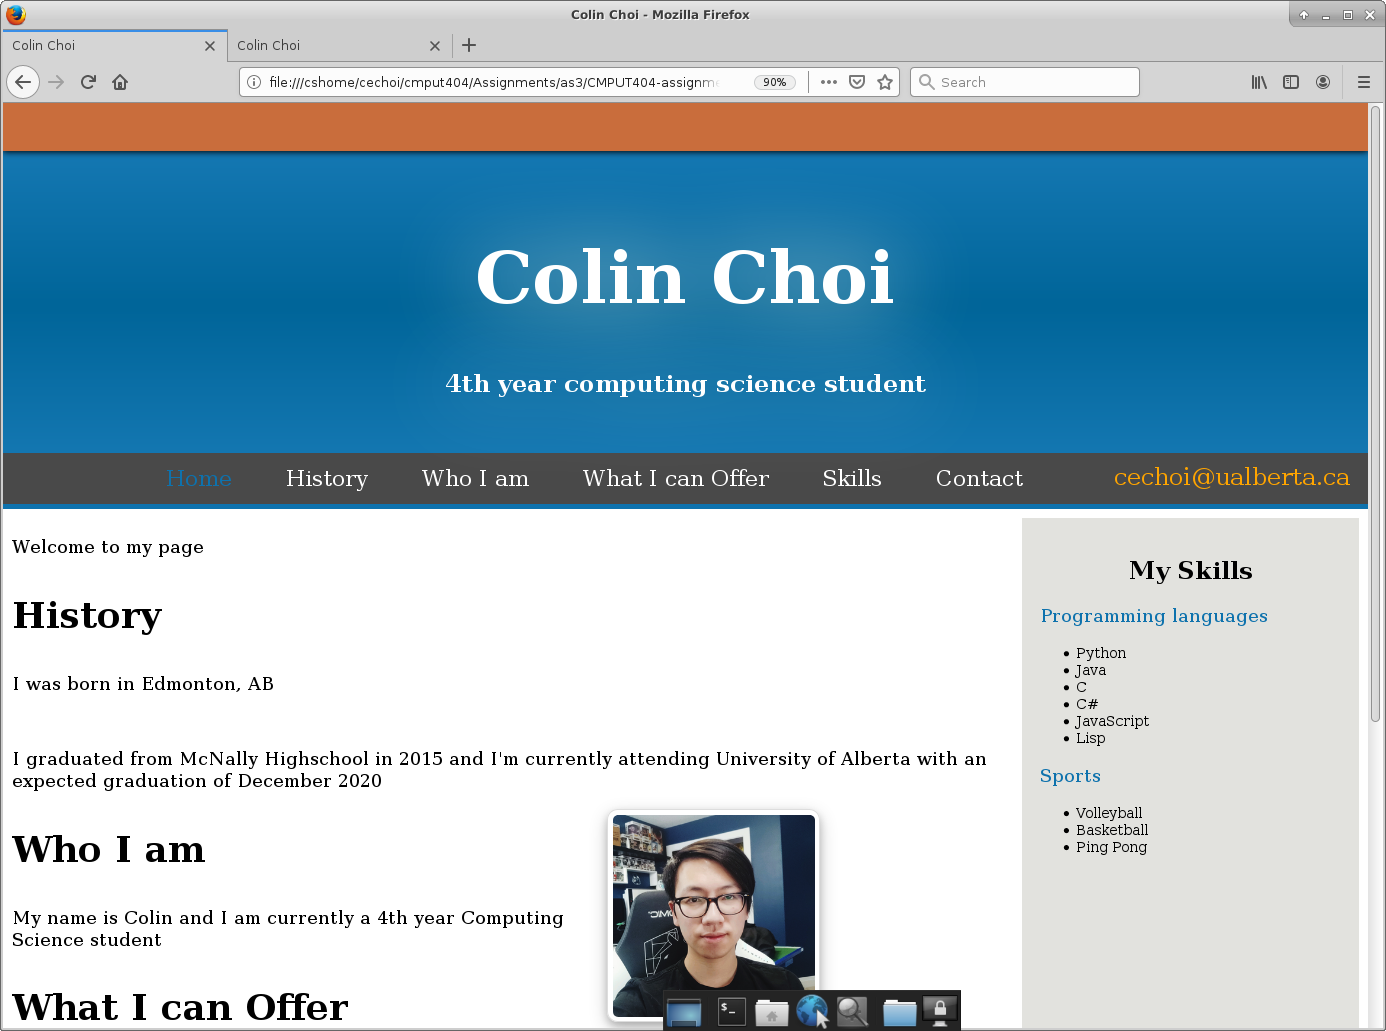 Colin Choi - Mozilla Firefox
Colin Choi
Colin Choi
file:///cshome/cechoi/cmput404/Assignments/as3/CMPUT404-assignm
90%
Search
Colin Choi
4th year computing science student
Home History Who I am What I can Offer Skills Contact cechoi@ualberta.ca
Welcome to my page
History
I was born in Edmonton, AB
I graduated from McNally Highschool in 2015 and I'm currently attending University of Alberta with an
expected graduation of December 2020
Who I am
My name is Colin and I am currently a 4th year Computing
Science student
What I can Offer
My Skills
Programming languages
Python
Java
C
C#
JavaScript
Lisp
Sports
Volleyball
Basketball
Ping Pong
$_